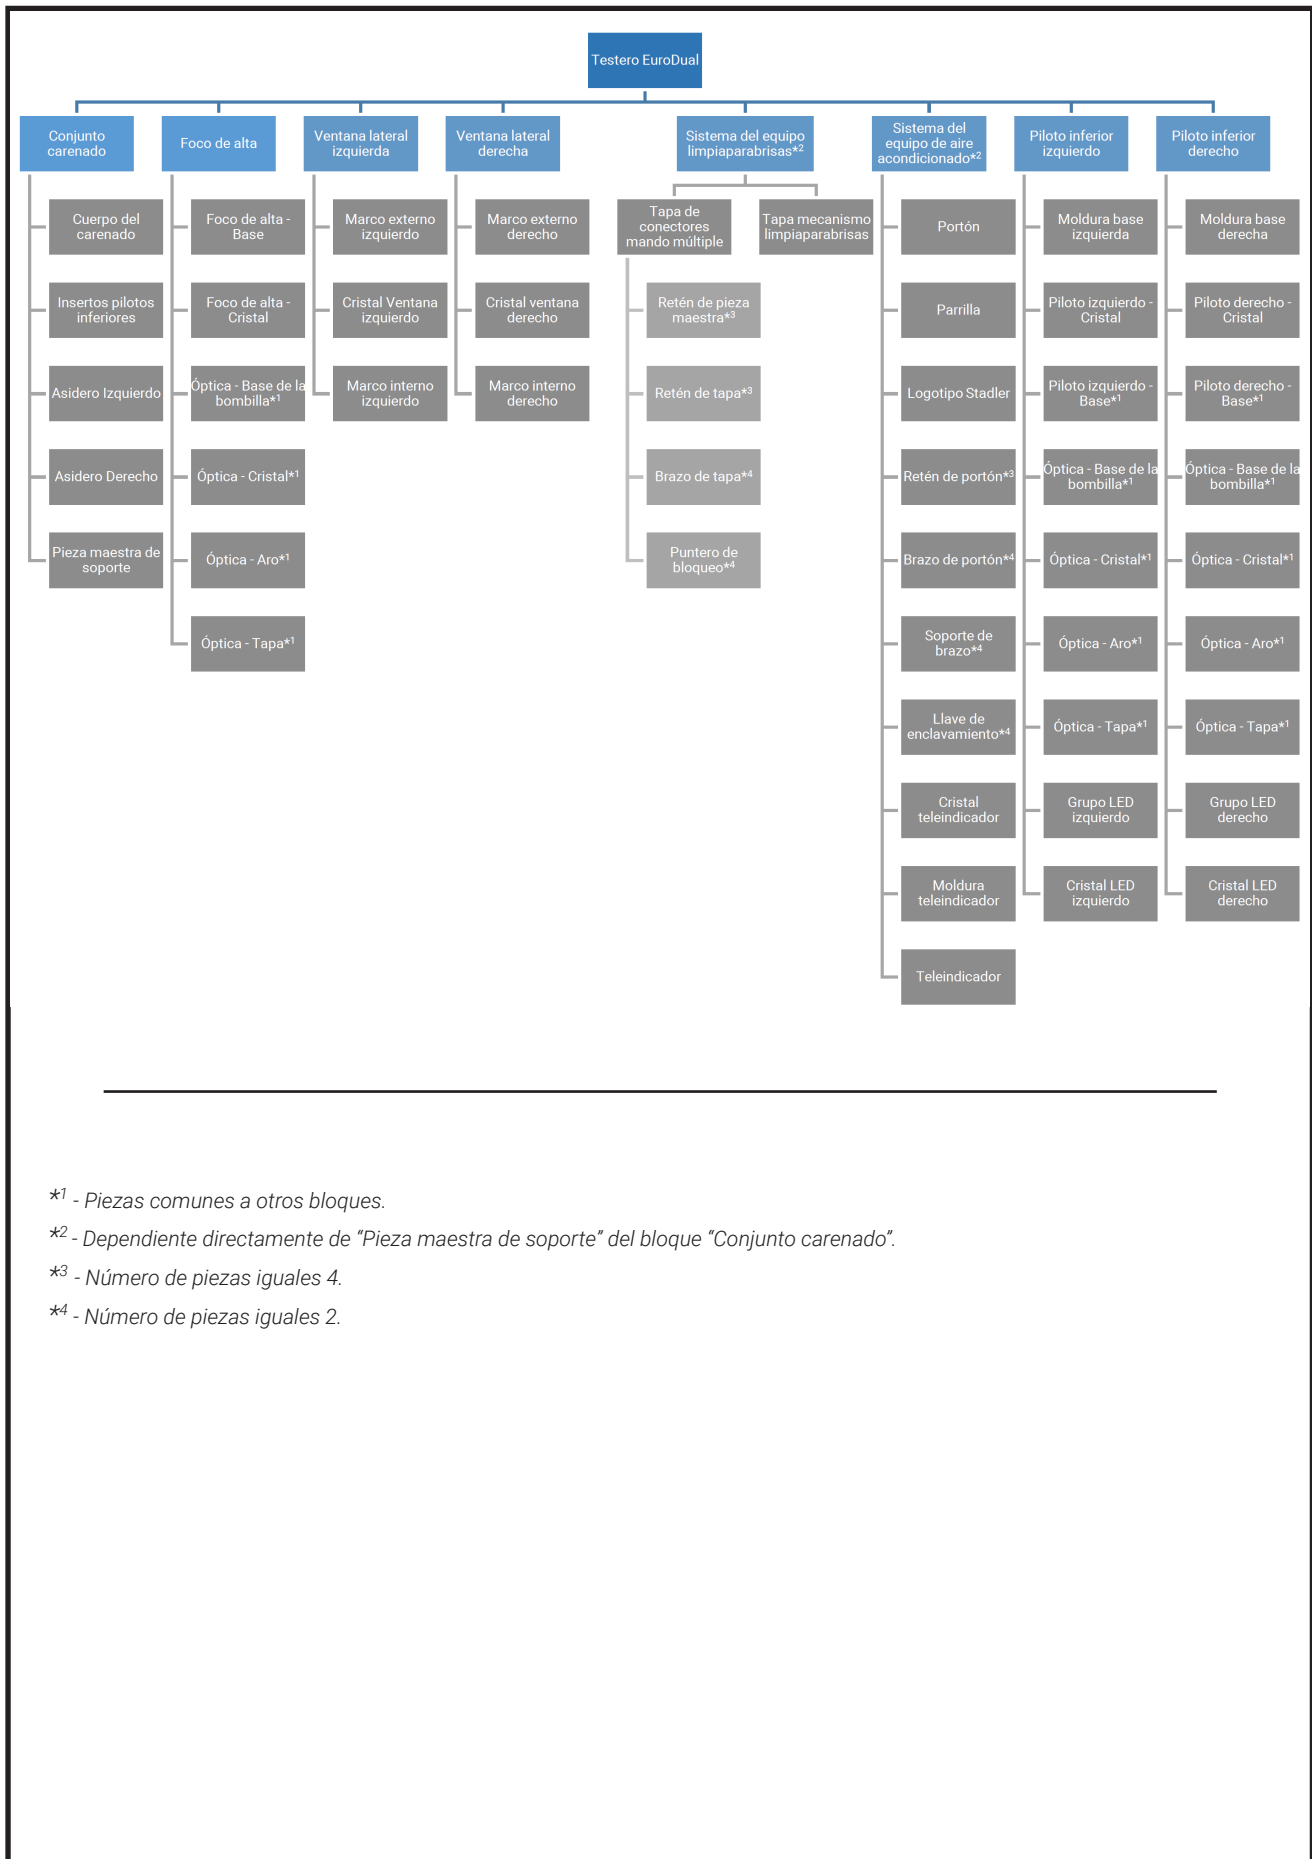 Testero EuroDual
Conjunto
carenado
Foco de alta
Ventana lateral
izquierda
Ventana lateral
derecha
Sistema del equipo
limpiaparabrisas*2
Sistema del
equipo de aire
acondicionado*2
Piloto inferior
izquierdo
Piloto inferior
derecho
Cuerpo del
carenado
Insertos pilotos
inferiores
Asidero Izquierdo
Asidero Derecho
Pieza maestra de
soporte
Foco de alta -
Base
Foco de alta -
Cristal
Óptica - Base de la
bombilla*1
Óptica - Cristal*1
Óptica - Aro*1
Óptica - Tapa*1
Marco externo
izquierdo
Cristal Ventana
izquierdo
Marco interno
izquierdo
Marco externo
derecho
Cristal ventana
derecho
Marco interno
derecho
Tapa de
conectores
mando múltiple
Retén de pieza
maestra*3
Retén de tapa*3
Brazo de tapa*4
Puntero de
bloqueo*4
Tapa mecanismo
limpiaparabrisas
Portón
Parrilla
Logotipo Stadler
Retén de portón*3
Brazo de portón*4
Soporte de
brazo*4
Llave de
enclavamiento*4
Cristal
teleindicador
Moldura
teleindicador
Teleindicador
Moldura base
izquierda
Piloto izquierdo -
Cristal
Piloto izquierdo -
Base*1
Óptica - Base de la
bombilla*1
Óptica - Cristal*1
Óptica - Aro*1
Óptica - Tapa*1
Grupo LED
izquierdo
Cristal LED
izquierdo
Moldura base
derecha
Piloto derecho -
Cristal
Piloto derecho -
Base*1
Óptica - Base de la
bombilla*1
Óptica - Cristal*1
Óptica - Aro*1
Óptica - Tapa*1
Grupo LED
derecho
Cristal LED
derecho
*1 - Piezas comunes a otros bloques.
*2 - Dependiente directamente de “Pieza maestra de soporte” del bloque “Conjunto carenado”.
*3 - Número de piezas iguales 4.
*4 - Número de piezas iguales 2.